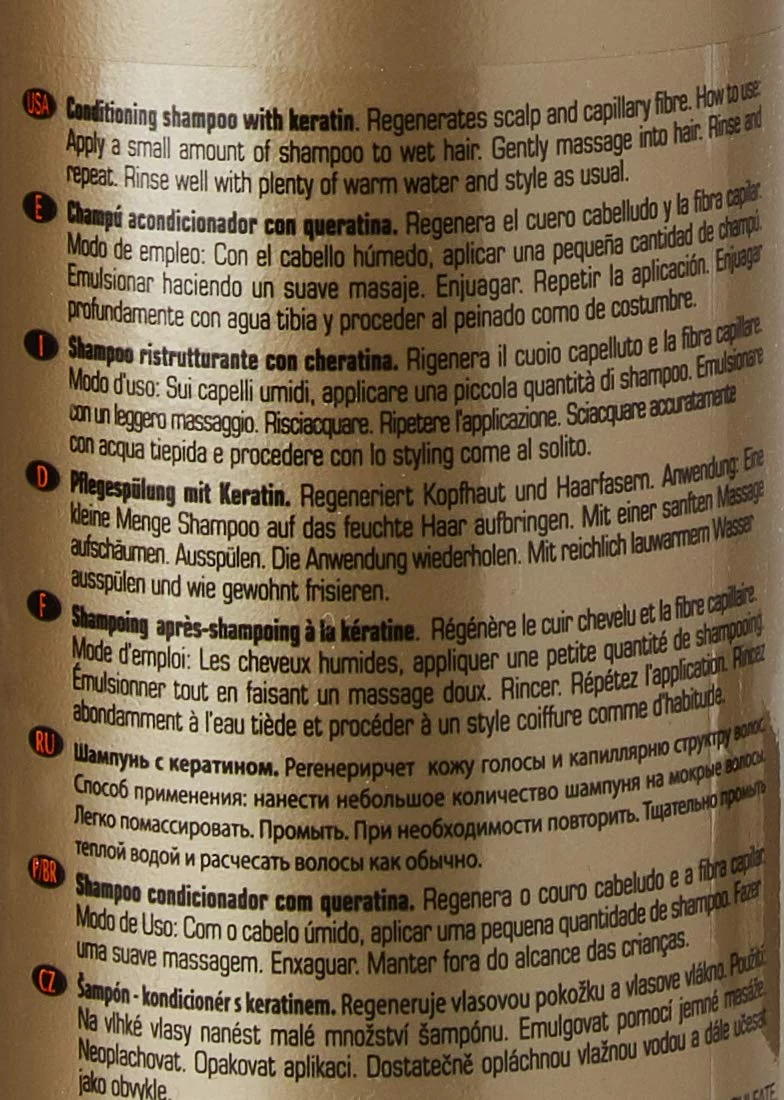 USA Conditioning shampoo with keratin. Regenerates scalp and capillary fibre. How to use:
Apply a small amount of shampoo to wet hair. Gently massage into hair. Rinse and
repeat. Rinse well with plenty of warm water and style as usual.
E Champú acondicionador con queratina. Regenera el cuero cabelludo y la fibra capilar.
Modo de empleo: Con el cabello húmedo, aplicar una pequeña cantidad de champú.
Emulsionar haciendo un suave masaje. Enjuagar. Repetir la aplicación. Enjuagar
profundamente con agua tibia y proceder al peinado como de costumbre.
I Shampoo ristrutturante con cheratina. Rigenera il cuoio capelluto e la fibra capillare.
Modo d'uso: Sui capelli umidi, applicare una piccola quantità di shampoo. Emulsionare
con un leggero massaggio. Risciacquare. Ripetere l'applicazione. Sciacquare accuratamente
con acqua tiepida e procedere con lo styling come al solito.
D Pflegespülung mit Keratin. Regeneriert Kopfhaut und Haarfasern. Anwendung: Eine
kleine Menge Shampoo auf das feuchte Haar aufbringen. Mit einer sanften Massage
aufschäumen. Ausspülen. Die Anwendung wiederholen. Mit reichlich lauwarmem Wasser
ausspülen und wie gewohnt frisieren.
F Shampoing après-shampoing à la kératine. Régénère le cuir chevelu et la fibre capillaire.
Mode d'emploi: Les cheveux humides, appliquer une petite quantité de shampooing.
Émulsionner tout en faisant un massage doux. Rincer. Répétez l'application. Rincez
abondamment à l'eau tiède et procéder à un style coiffure comme d'habitude.
RU Шампунь с кератином. Регенерирчет кожу голосы и капиллярню структру волос.
Способ применения: нанести небольшое количество шампуня на мокрые волосы.
Легко помассировать. Промыть. При необходимости повторить. Тщательно промыть
теплой водой и расчесать волосы как обычно.
P/BR Shampoo condicionador com queratina. Regenera o couro cabeludo e a fibra capilar.
Modo de Uso: Com o cabelo úmido, aplicar uma pequena quantidade de shampoo. Fazer
uma suave massagem. Enxaguar. Manter fora do alcance das crianças.
CZ Šampón - kondicionér s keratinem. Regeneruje vlasovou pokožku a vlasove vlákno. Použití:
Na vlhké vlasy nanést malé množství šampónu. Emulgovat pomocí jemné masáže.
Neoplachovat. Opakovat aplikaci. Dostatečně opláchnou vlažnou vodou a dále učesat
jako obvykle.